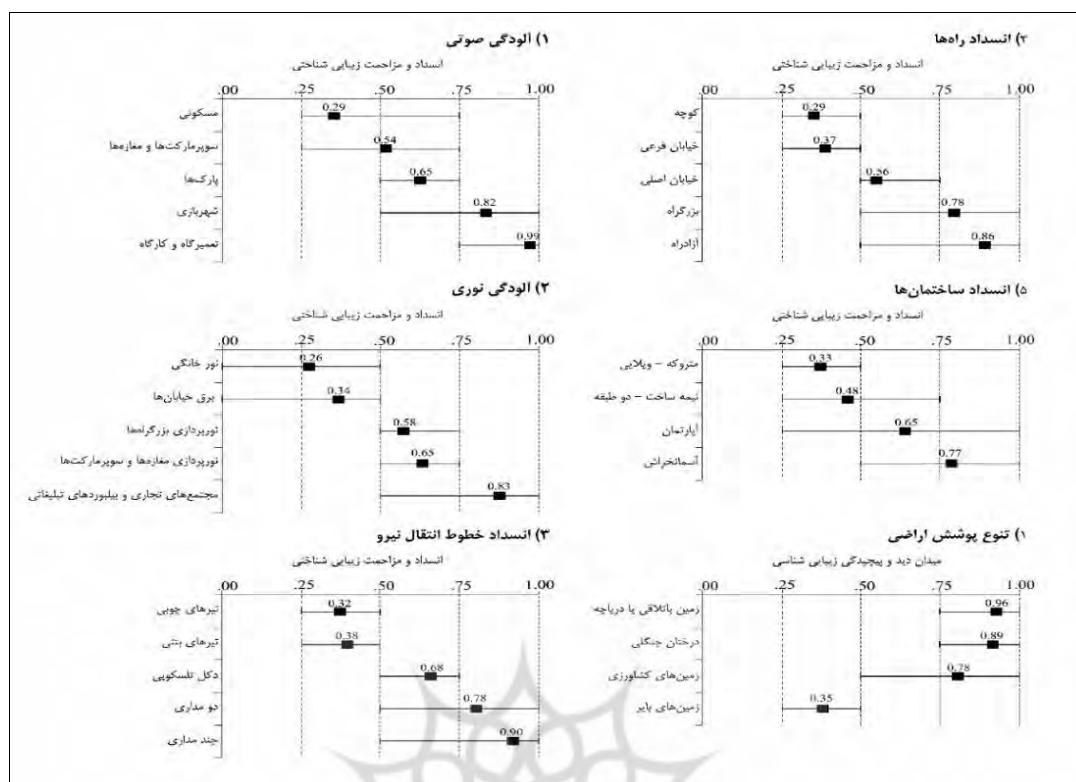 ۱) آلودگی صوتی
انسداد و مزاحمت زیبایی شناختی
.00 .25 .50 .75 1.00
مسکونی 0.29
سوپرمارکت‌ها و مغازه‌ها 0.54
پارک‌ها 0.65
شهربازی 0.82
تعمیرگاه و کارگاه 0.99
۲) آلودگی نوری
انسداد و مزاحمت زیبایی شناختی
.00 .25 .50 .75 1.00
نور خانگی 0.26
برق خیابان‌ها 0.34
نورپردازی بزرگراه‌ها 0.58
نورپردازی مغازه‌ها و سوپرمارکت‌ها 0.65
مجتمع‌های تجاری و بیلبوردهای تبلیغاتی 0.83
۳) انسداد خطوط انتقال نیرو
انسداد و مزاحمت زیبایی شناختی
.00 .25 .50 .75 1.00
تیرهای چوبی 0.32
تیرهای بتنی 0.38
دکل تلسکوپی 0.68
دو مداری 0.78
چند مداری 0.90
۴) انسداد راه‌ها
انسداد و مزاحمت زیبایی شناختی
.00 .25 .50 .75 1.00
کوچه 0.29
خیابان فرعی 0.37
خیابان اصلی 0.56
بزرگراه 0.78
آزادراه 0.86
۵) انسداد ساختمان‌ها
انسداد و مزاحمت زیبایی شناختی
.00 .25 .50 .75 1.00
متروکه – ویلایی 0.33
نیمه ساخت – دو طبقه 0.48
آپارتمان 0.65
آسمانخراش 0.77
۱) تنوع پوشش اراضی
میدان دید و پیچیدگی زیبایی شناسی
.00 .25 .50 .75 1.00
زمین باتلاقی یا دریاچه 0.96
درختان جنگلی 0.89
زمین‌های کشاورزی 0.78
زمین‌های بایر 0.35